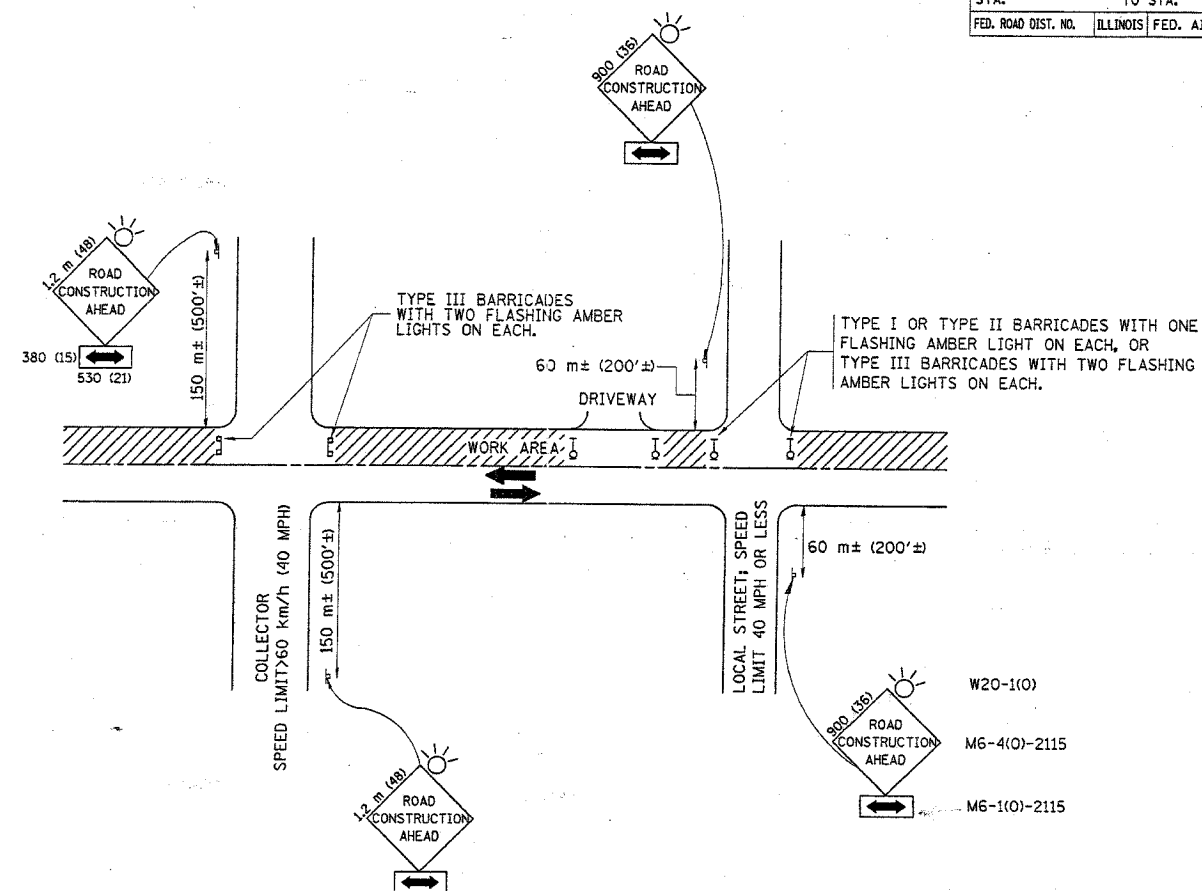 STA. TO STA.
FED. ROAD DIST. NO. ILLINOIS FED. AI
900 (36)
ROAD
CONSTRUCTION
AHEAD
1.2 m (48)
ROAD
CONSTRUCTION
AHEAD
380 (15)
530 (21)
150 m± (500'±)
TYPE III BARRICADES
WITH TWO FLASHING AMBER
LIGHTS ON EACH.
60 m± (200'±)
DRIVEWAY
TYPE I OR TYPE II BARRICADES WITH ONE
FLASHING AMBER LIGHT ON EACH, OR
TYPE III BARRICADES WITH TWO FLASHING
AMBER LIGHTS ON EACH.
WORK AREA
COLLECTOR
SPEED LIMIT>60 km/h (40 MPH)
150 m± (500'±)
LOCAL STREET; SPEED
LIMIT 40 MPH OR LESS
60 m± (200'±)
1.2 m (48)
ROAD
CONSTRUCTION
AHEAD
900 (36)
ROAD
CONSTRUCTION
AHEAD
W20-1(O)
M6-4(O)-2115
M6-1(O)-2115